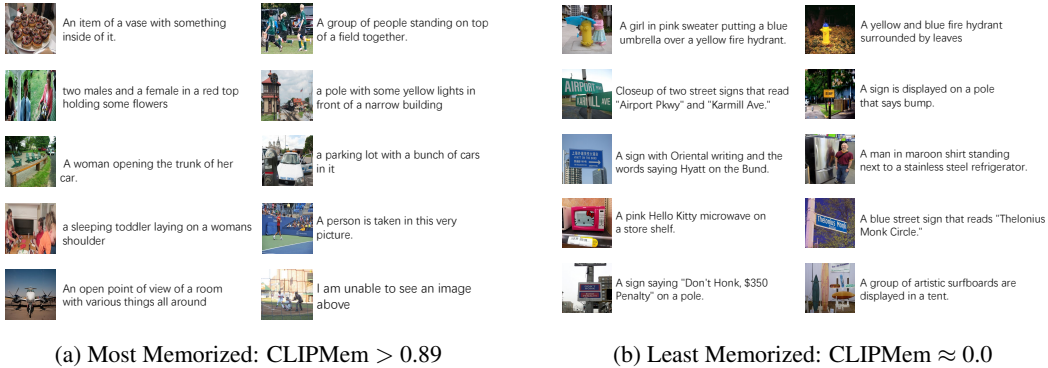 An item of a vase with something
inside of it.
A group of people standing on top
of a field together.
two males and a female in a red top
holding some flowers
a pole with some yellow lights in
front of a narrow building
A woman opening the trunk of her
car.
a parking lot with a bunch of cars
in it
a sleeping toddler laying on a womans
shoulder
A person is taken in this very
picture.
An open point of view of a room
with various things all around
I am unable to see an image
above
(a) Most Memorized: CLIPMem > 0.89
A girl in pink sweater putting a blue
umbrella over a yellow fire hydrant.
A yellow and blue fire hydrant
surrounded by leaves
AIRPORT
KARMILL AVE
Closeup of two street signs that read
"Airport Pkwy" and "Karmill Ave."
A sign is displayed on a pole
that says bump.
A sign with Oriental writing and the
words saying Hyatt on the Bund.
A man in maroon shirt standing
next to a stainless steel refrigerator.
A pink Hello Kitty microwave on
a store shelf.
A blue street sign that reads "Thelonius
Monk Circle."
A sign saying "Don't Honk, $350
Penalty" on a pole.
A group of artistic surfboards are
displayed in a tent.
(b) Least Memorized: CLIPMem ≈ 0.0